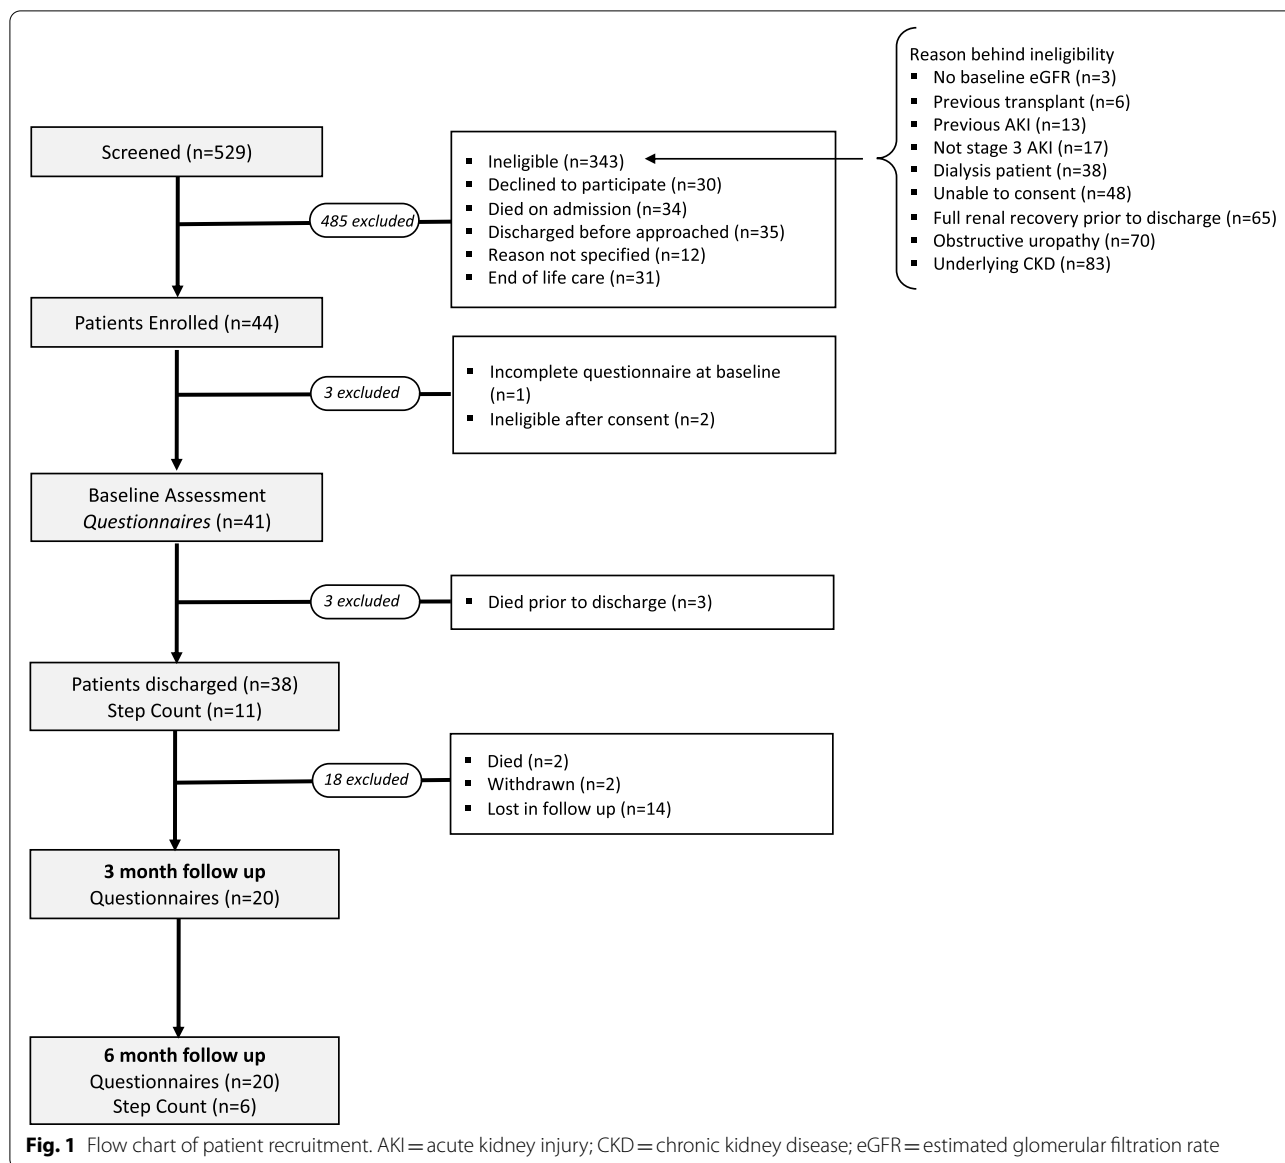 Screened (n=529)
485 excluded
▪ Ineligible (n=343)
▪ Declined to participate (n=30)
▪ Died on admission (n=34)
▪ Discharged before approached (n=35)
▪ Reason not specified (n=12)
▪ End of life care (n=31)
Reason behind ineligibility
▪ No baseline eGFR (n=3)
▪ Previous transplant (n=6)
▪ Previous AKI (n=13)
▪ Not stage 3 AKI (n=17)
▪ Dialysis patient (n=38)
▪ Unable to consent (n=48)
▪ Full renal recovery prior to discharge (n=65)
▪ Obstructive uropathy (n=70)
▪ Underlying CKD (n=83)
Patients Enrolled (n=44)
3 excluded
▪ Incomplete questionnaire at baseline
(n=1)
▪ Ineligible after consent (n=2)
Baseline Assessment
Questionnaires (n=41)
3 excluded
▪ Died prior to discharge (n=3)
Patients discharged (n=38)
Step Count (n=11)
18 excluded
▪ Died (n=2)
▪ Withdrawn (n=2)
▪ Lost in follow up (n=14)
3 month follow up
Questionnaires (n=20)
6 month follow up
Questionnaires (n=20)
Step Count (n=6)
Fig. 1 Flow chart of patient recruitment. AKI = acute kidney injury; CKD = chronic kidney disease; eGFR = estimated glomerular filtration rate